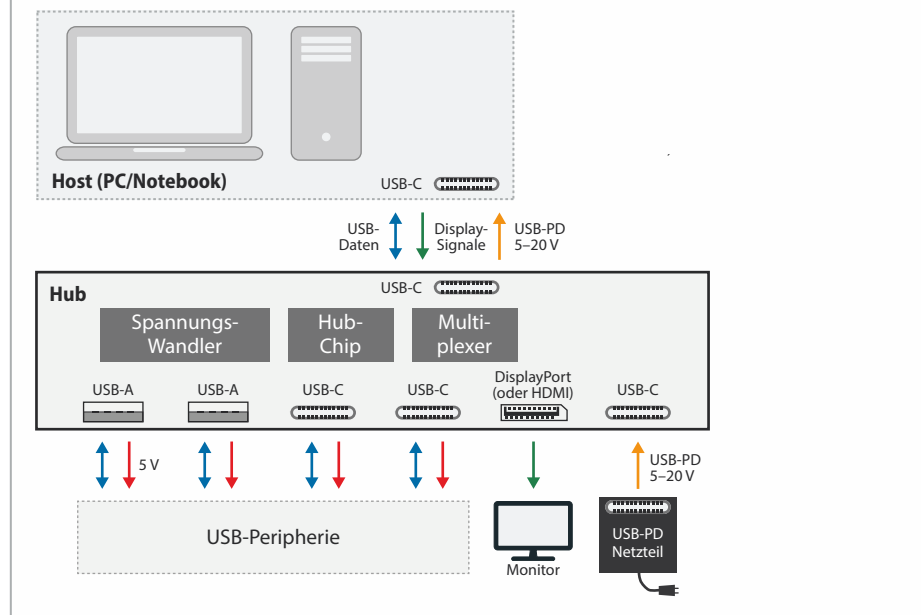 Host (PC/Notebook)
USB-C
USB-
Daten
Display-
Signale
USB-PD
5–20 V
Hub
USB-C
Spannungs-
Wandler
Hub-
Chip
Multi-
plexer
USB-A
USB-A
USB-C
USB-C
DisplayPort
(oder HDMI)
USB-C
5 V
USB-PD
5–20 V
USB-Peripherie
Monitor
USB-PD
Netzteil